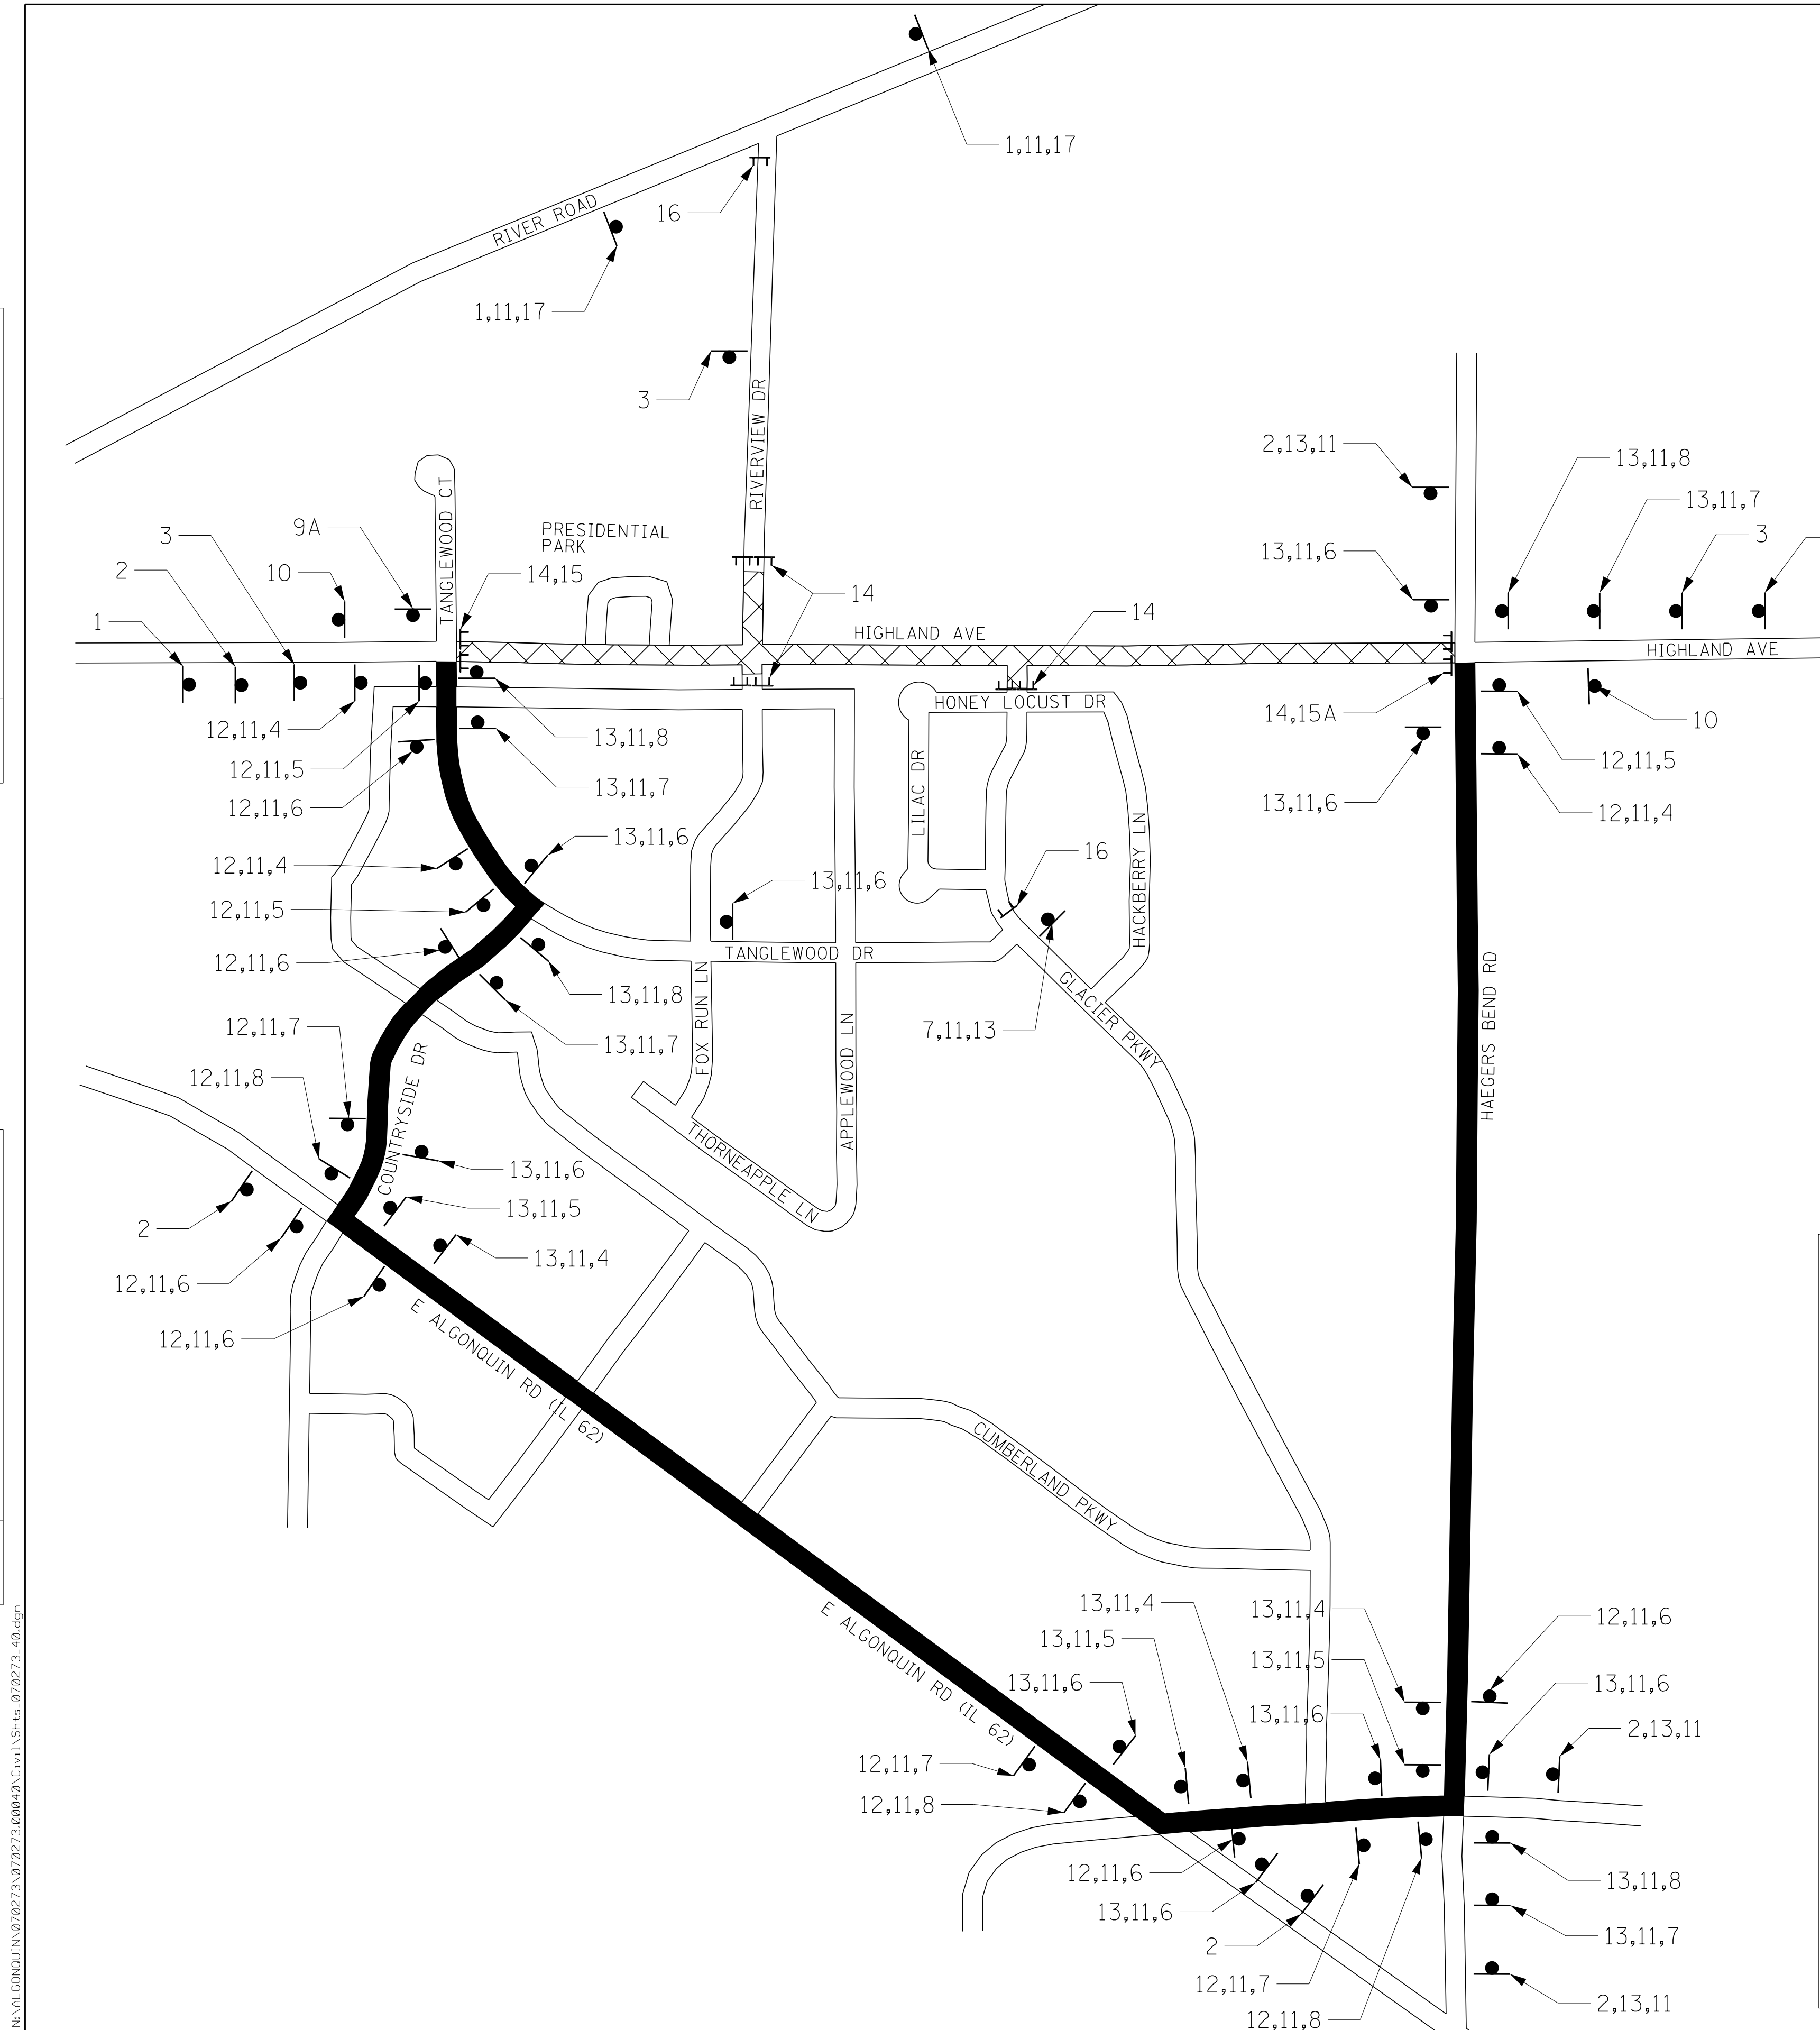 1,11,17
16
RIVER ROAD
1,11,17
3
RIVERVIEW DR
2,13,11
13,11,8
13,11,7
3
9A
TANGLEWOOD CT
PRESIDENTIAL
PARK
3
2
10
14,15
13,11,6
14
14
1
HIGHLAND AVE
HIGHLAND AVE
HONEY LOCUST DR
14,15A
10
12,11,4
13,11,8
12,11,5
12,11,5
13,11,7
13,11,6
12,11,6
12,11,4
LILAC DR
HACKBERRY LN
13,11,6
16
12,11,4
13,11,6
12,11,5
TANGLEWOOD DR
12,11,6
13,11,8
FOX RUN LN
APPLEWOOD LN
GLACIER PKWY
HAEGERS BEND RD
12,11,7
13,11,7
7,11,13
12,11,8
COUNTRYSIDE DR
13,11,6
THORNEAPPLE LN
13,11,5
2
13,11,4
12,11,6
12,11,6
E ALGONQUIN RD (IL 62)
CUMBERLAND PKWY
13,11,4
13,11,4
12,11,6
13,11,5
13,11,5
E ALGONQUIN RD (IL 62)
13,11,6
13,11,6
13,11,6
2,13,11
12,11,7
12,11,8
12,11,6
13,11,8
13,11,6
13,11,7
2
12,11,7
2,13,11
12,11,8
N:\ALGONQUIN\070273\070273.00040\Civil\Shts_070273_40.dgn